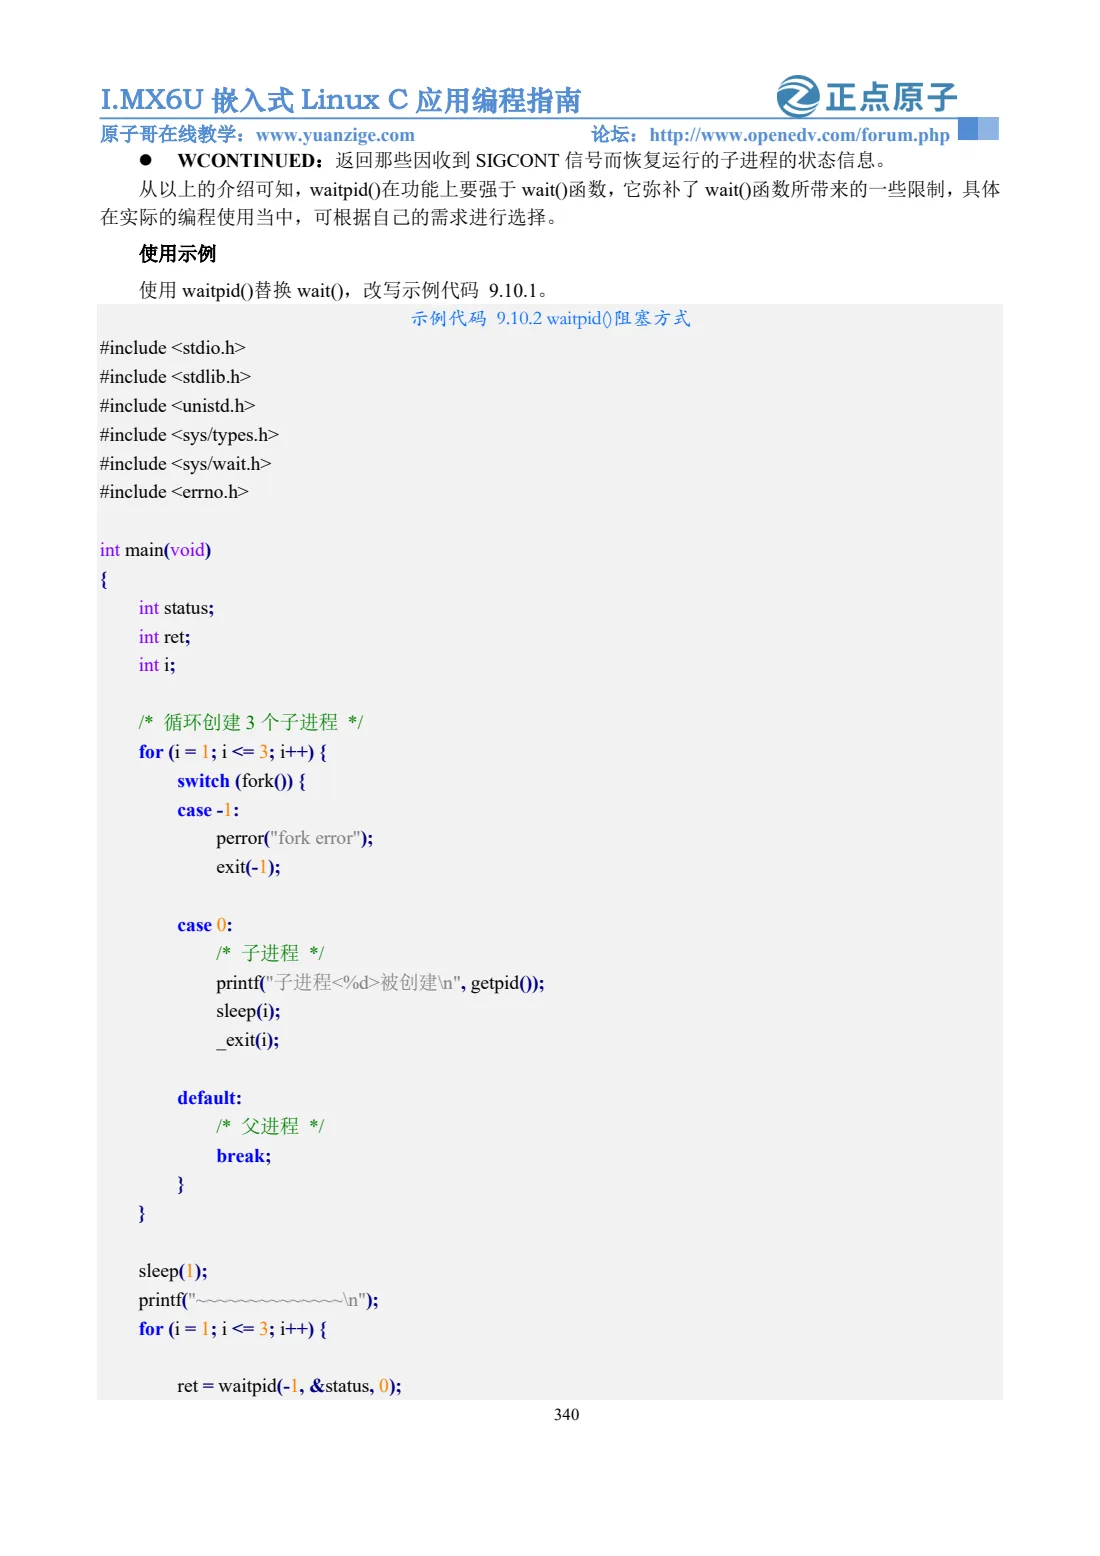 I.MX6U 嵌入式 Linux C 应用编程指南
正点原子
原子哥在线教学：www.yuanzige.com 论坛：http://www.openedv.com/forum.php
● WCONTINUED：返回那些因收到 SIGCONT 信号而恢复运行的子进程的状态信息。
从以上的介绍可知，waitpid()在功能上要强于 wait()函数，它弥补了 wait()函数所带来的一些限制，具体
在实际的编程使用当中，可根据自己的需求进行选择。
使用示例
使用 waitpid()替换 wait()，改写示例代码 9.10.1。
示例代码 9.10.2 waitpid()阻塞方式
#include <stdio.h>
#include <stdlib.h>
#include <unistd.h>
#include <sys/types.h>
#include <sys/wait.h>
#include <errno.h>
int main(void)
{
int status;
int ret;
int i;
/* 循环创建 3 个子进程 */
for (i = 1; i <= 3; i++) {
switch (fork()) {
case -1:
perror("fork error");
exit(-1);
case 0:
/* 子进程 */
printf("子进程<%d>被创建\n", getpid());
sleep(i);
_exit(i);
default:
/* 父进程 */
break;
}
}
sleep(1);
printf("~~~~~~~~~~~~~~\n");
for (i = 1; i <= 3; i++) {
ret = waitpid(-1, &status, 0);
340